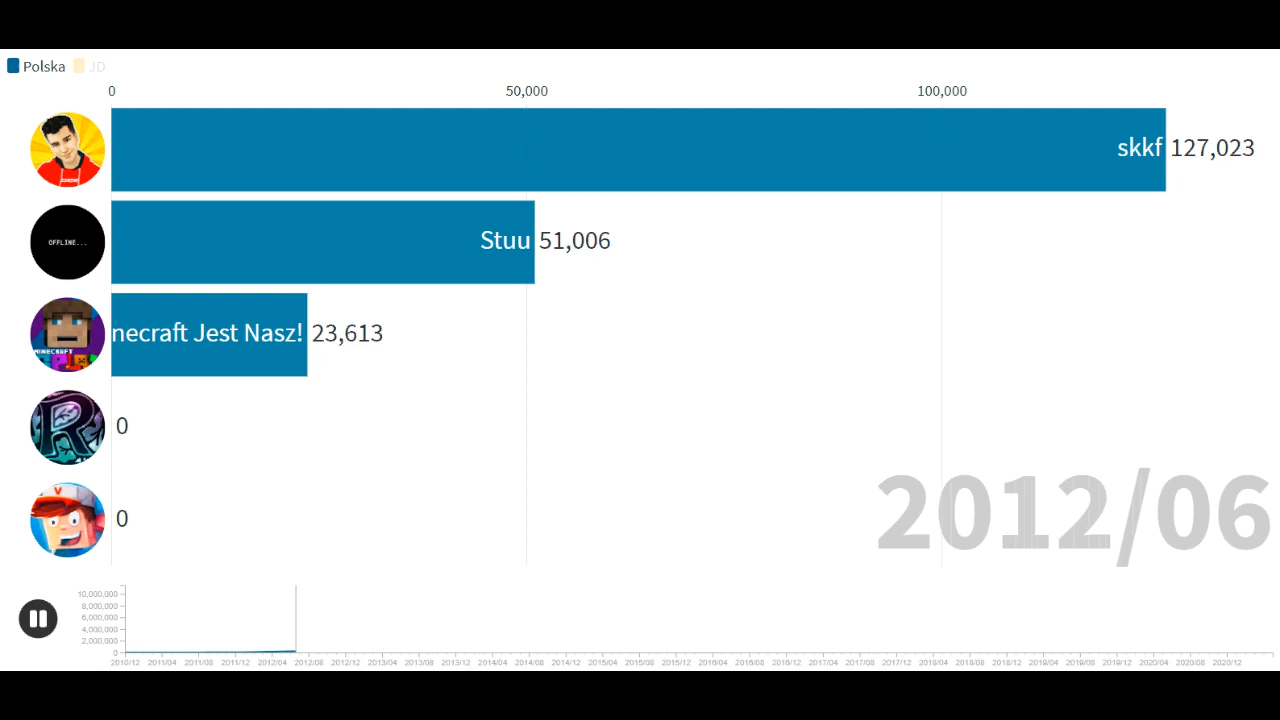 Polska JD
0 50,000 100,000
skkf 127,023
OFFLINE...
Stuu 51,006
necraft Jest Nasz! 23,613
MINECRAFT
R
0
V
0
2012/06
10,000,000
8,000,000
6,000,000
4,000,000
2,000,000
0
2010/12 2011/04 2011/08 2011/12 2012/04 2012/08 2012/12 2013/04 2013/08 2013/12 2014/04 2014/08 2014/12 2015/04 2015/08 2015/12 2016/04 2016/08 2016/12 2017/04 2017/08 2017/12 2018/04 2018/08 2018/12 2019/04 2019/08 2019/12 2020/04 2020/08 2020/12